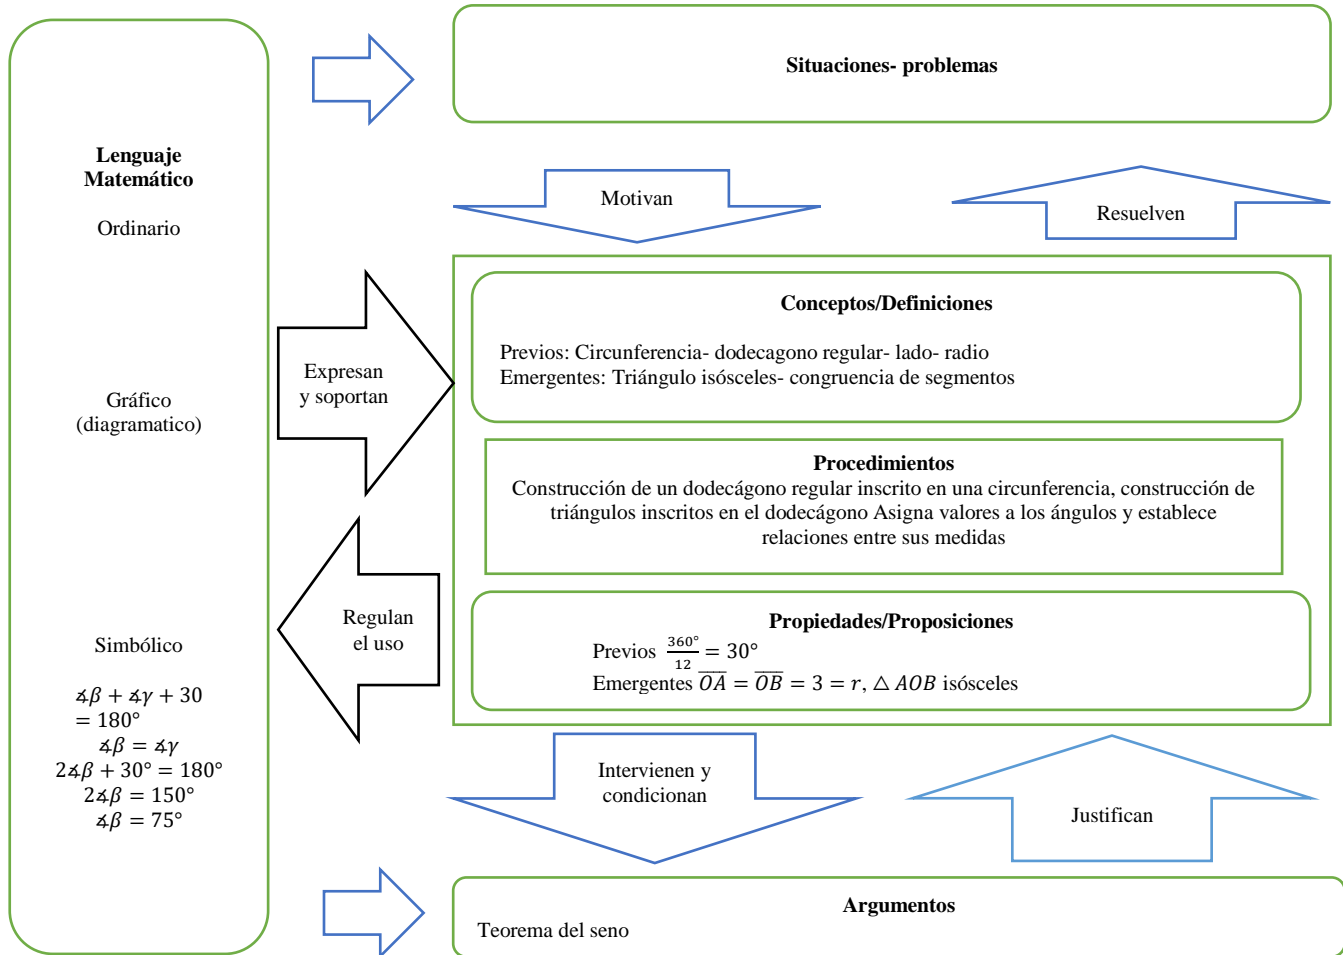 Situaciones- problemas
Lenguaje
Matemático
Ordinario
Gráfico
(diagramatico)
Simbólico
∡β + ∡γ + 30
= 180°
∡β = ∡γ
2∡β + 30° = 180°
2∡β = 150°
∡β = 75°
Motivan
Resuelven
Expresan
y soportan
Regulan
el uso
Conceptos/Definiciones
Previos: Circunferencia- dodecagono regular- lado- radio
Emergentes: Triángulo isósceles- congruencia de segmentos
Procedimientos
Construcción de un dodecágono regular inscrito en una circunferencia, construcción de
triángulos inscritos en el dodecágono Asigna valores a los ángulos y establece
relaciones entre sus medidas
Propiedades/Proposiciones
Previos 360°/12 = 30°
Emergentes O͞A͞ = O͞B͞ = 3 = r, △ AOB isósceles
Intervienen y
condicionan
Justifican
Argumentos
Teorema del seno